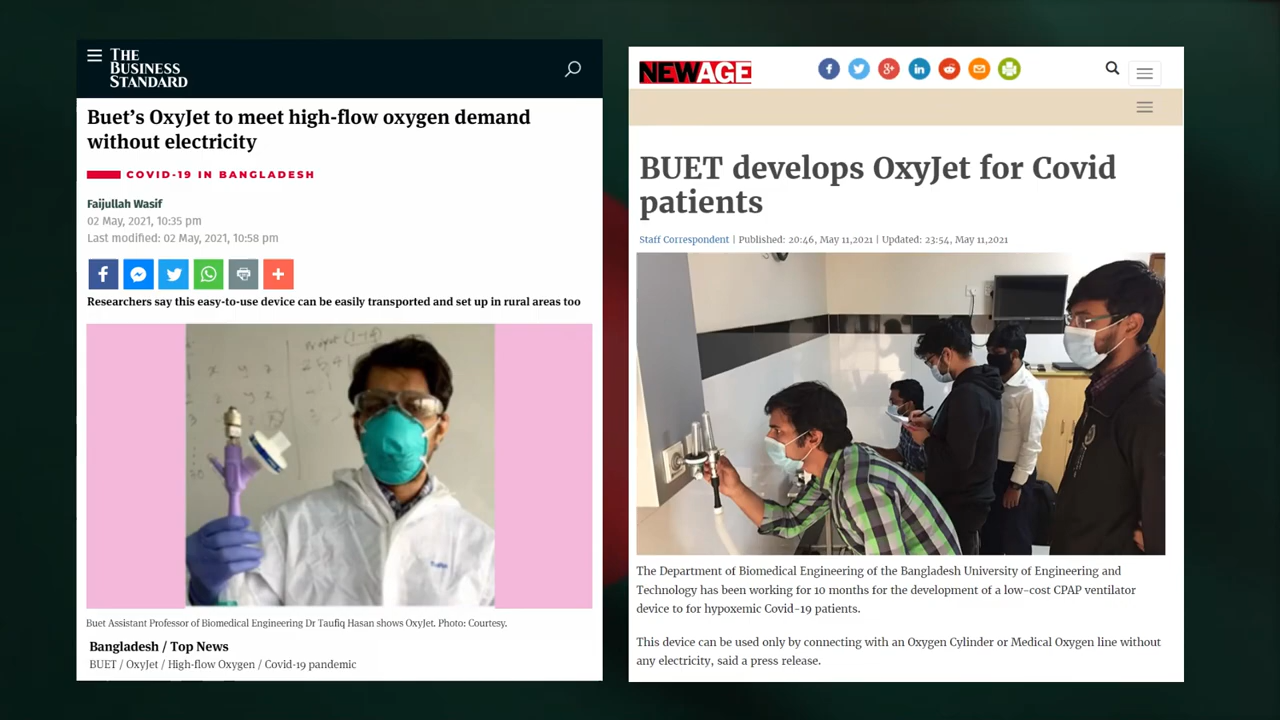 THE
BUSINESS
STANDARD
Buet's OxyJet to meet high-flow oxygen demand
without electricity
COVID-19 IN BANGLADESH
Faijullah Wasif
02 May, 2021, 10:35 pm
Last modified: 02 May, 2021, 10:58 pm
Researchers say this easy-to-use device can be easily transported and set up in rural areas too
Buet Assistant Professor of Biomedical Engineering Dr Taufiq Hasan shows OxyJet. Photo: Courtesy.
Bangladesh / Top News
BUET / OxyJet / High-flow Oxygen / Covid-19 pandemic
NEWAGE
BUET develops OxyJet for Covid
patients
Staff Correspondent | Published: 20:46, May 11,2021 | Updated: 23:54, May 11,2021
The Department of Biomedical Engineering of the Bangladesh University of Engineering and
Technology has been working for 10 months for the development of a low-cost CPAP ventilator
device to for hypoxemic Covid-19 patients.
This device can be used only by connecting with an Oxygen Cylinder or Medical Oxygen line without
any electricity, said a press release.